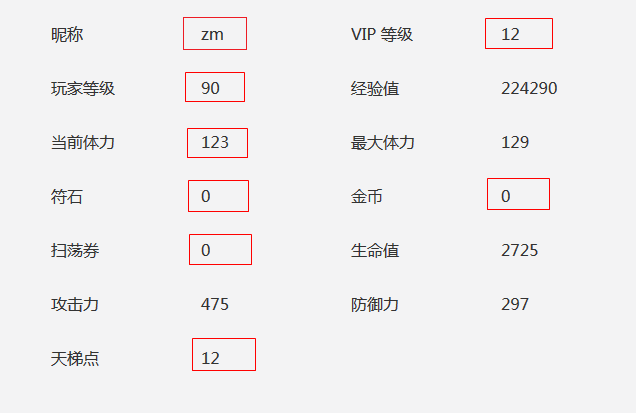 昵称 zm VIP 等级 12
玩家等级 90 经验值 224290
当前体力 123 最大体力 129
符石 0 金币 0
扫荡券 0 生命值 2725
攻击力 475 防御力 297
天梯点 12